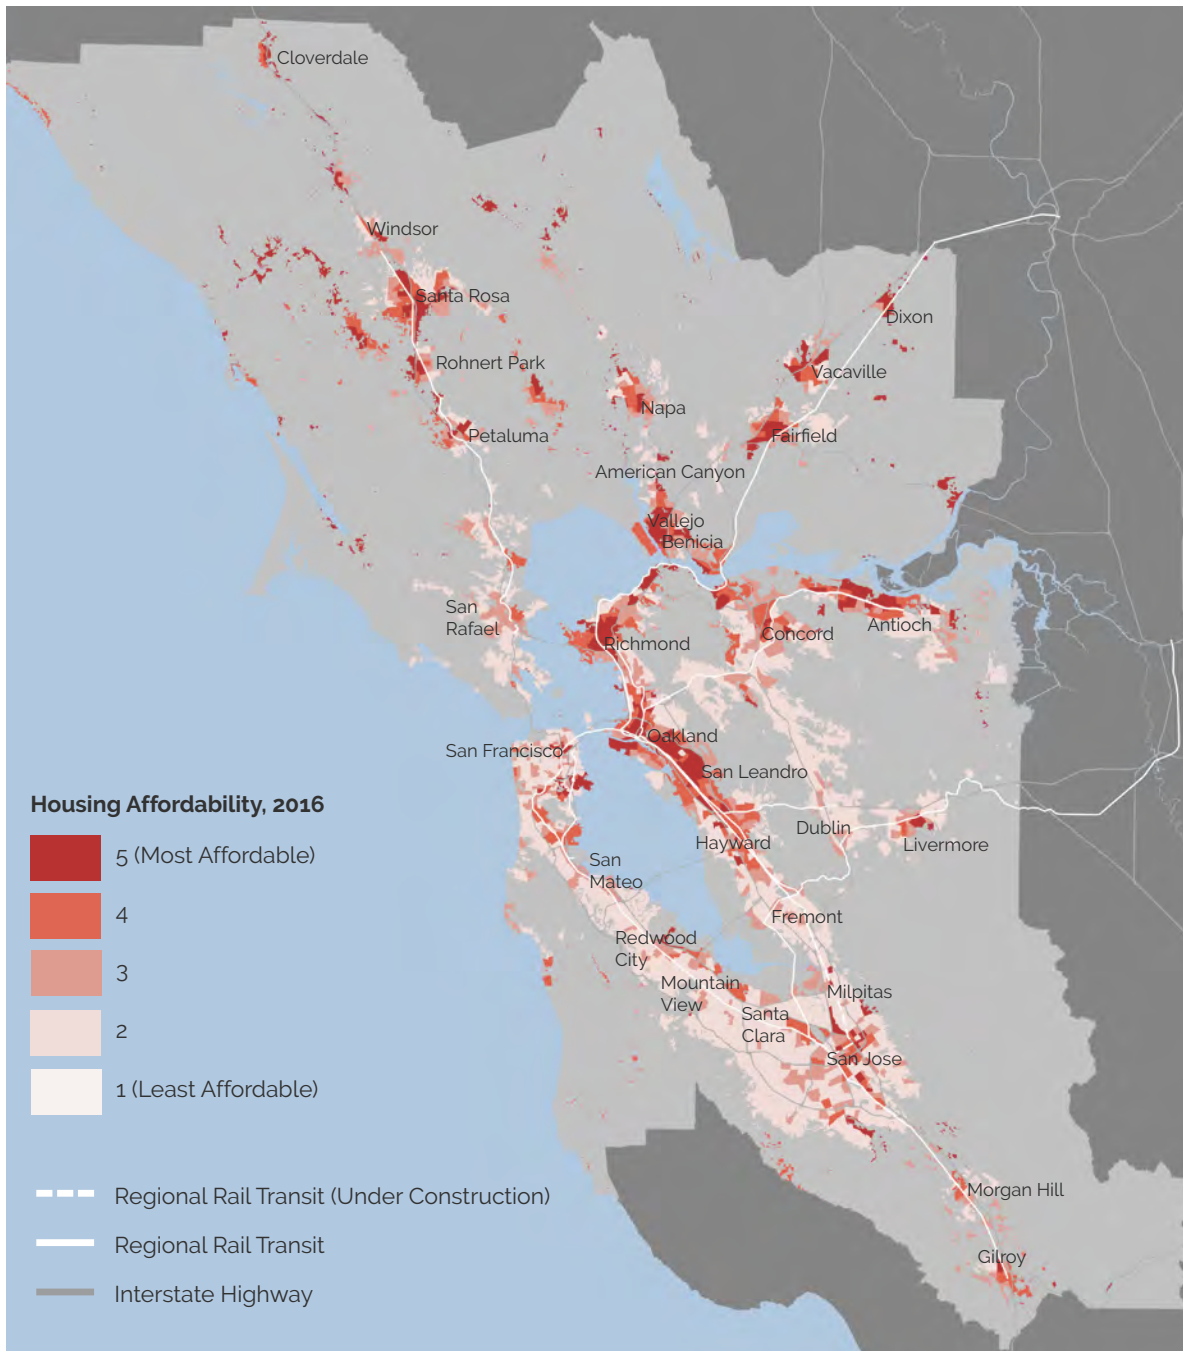 Cloverdale
Windsor
Santa Rosa
Dixon
Rohnert Park
Vacaville
Napa
Petaluma
Fairfield
American Canyon
Vallejo
Benicia
San
Rafael
Antioch
Concord
Richmond
Oakland
San Francisco
San Leandro
Housing Affordability, 2016
5 (Most Affordable)
4
3
2
1 (Least Affordable)
Dublin
Hayward
Livermore
San
Mateo
Fremont
Redwood
City
Mountain
View
Milpitas
Santa
Clara
San Jose
Morgan Hill
Gilroy
Regional Rail Transit (Under Construction)
Regional Rail Transit
Interstate Highway